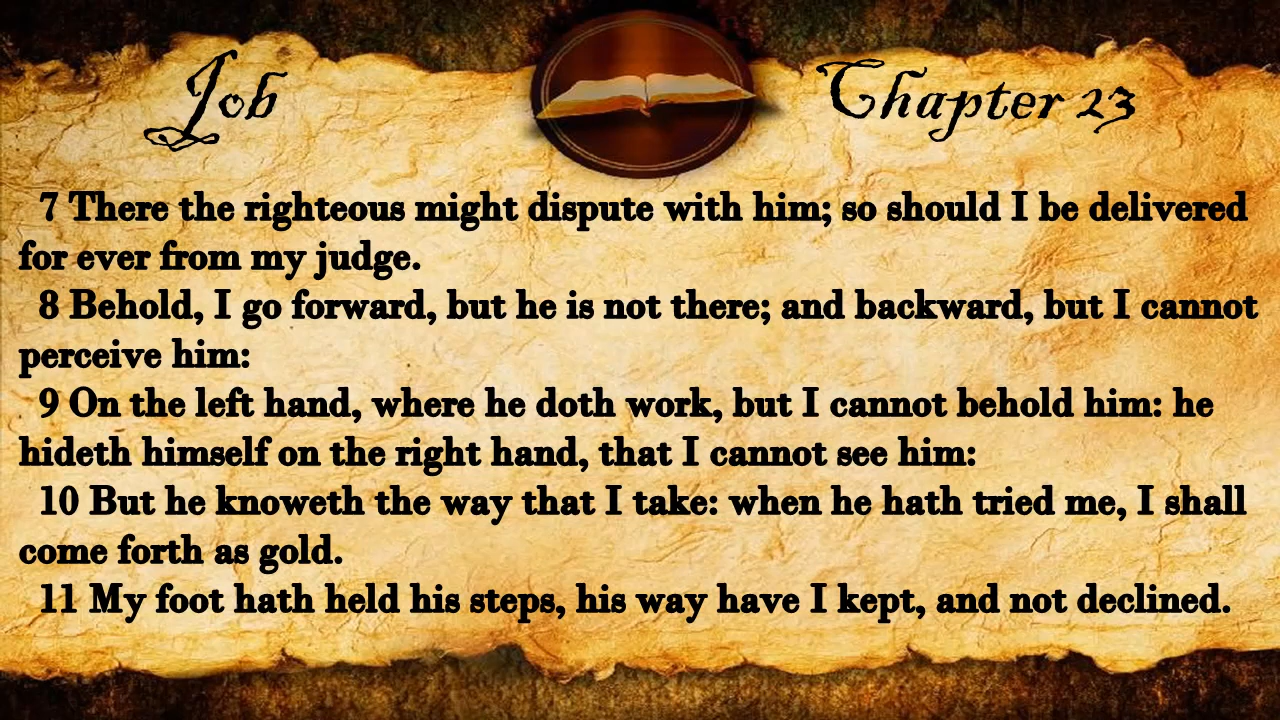 Job
Chapter 23
7 There the righteous might dispute with him; so should I be delivered
for ever from my judge.
8 Behold, I go forward, but he is not there; and backward, but I cannot
perceive him:
9 On the left hand, where he doth work, but I cannot behold him: he
hideth himself on the right hand, that I cannot see him:
10 But he knoweth the way that I take: when he hath tried me, I shall
come forth as gold.
11 My foot hath held his steps, his way have I kept, and not declined.